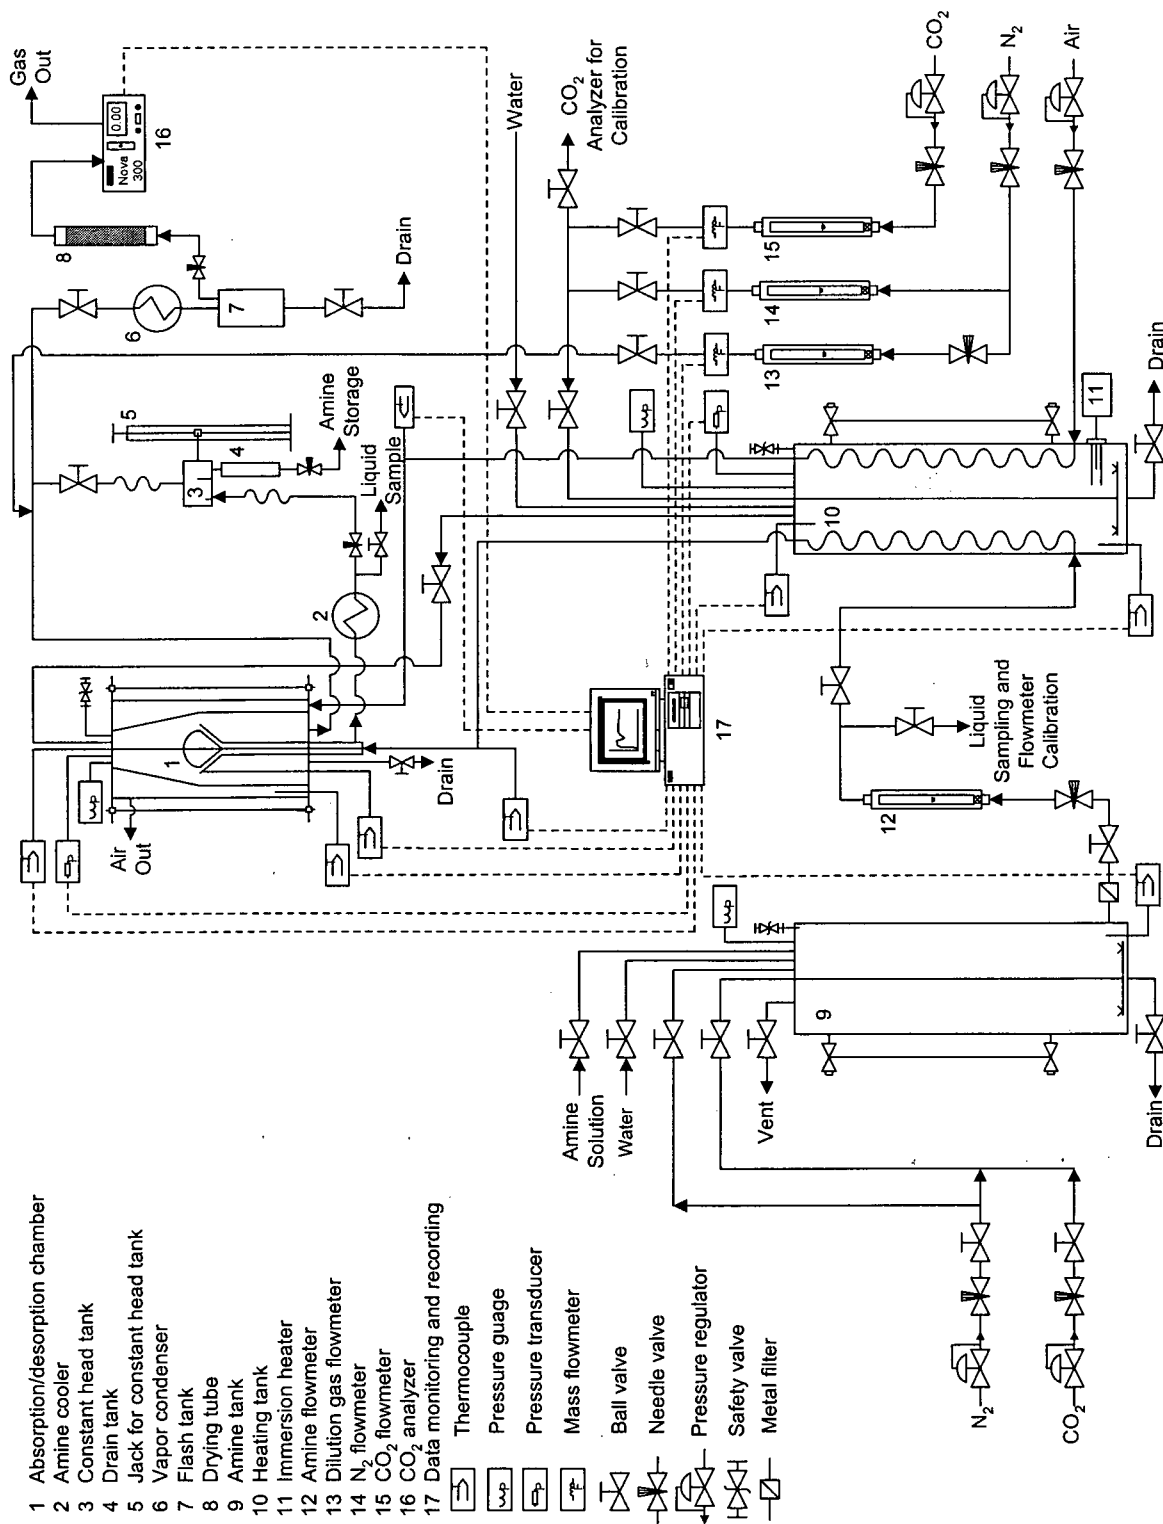 1 Absorption/desorption chamber
2 Amine cooler
3 Constant head tank
4 Drain tank
5 Jack for constant head tank
6 Vapor condenser
7 Flash tank
8 Drying tube
9 Amine tank
10 Heating tank
11 Immersion heater
12 Amine flowmeter
13 Dilution gas flowmeter
14 N₂ flowmeter
15 CO₂ flowmeter
16 CO₂ analyzer
17 Data monitoring and recording
Thermocouple
Pressure guage
Pressure transducer
Mass flowmeter
Ball valve
Needle valve
Pressure regulator
Safety valve
Metal filter
N₂
CO₂
Amine
Solution
Water
Vent
Drain
9
12
Liquid
Sampling and
Flowmeter
Calibration
Air
Out
1
Drain
2
Liquid
Sample
3
4
5
Amine
Storage
6
7
8
Drain
Gas
Out
Nova
300
0.00
16
17
Water
CO₂
Analyzer for
Calibration
10
11
Drain
13
14
15
CO₂
N₂
Air